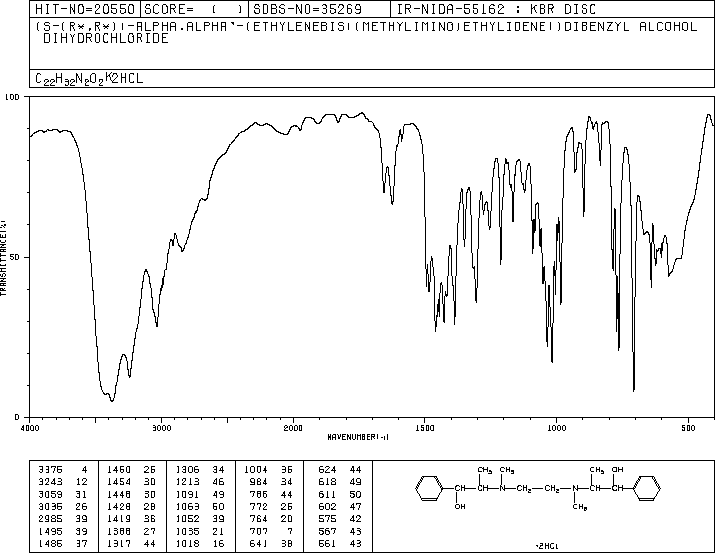 HIT-NO=20550 SCORE= ( ) SDBS-NO=35269 IR-NIDA-55162 : KBR DISC
(S-(R*,R*))-ALPHA.ALPHA'-(ETHYLENEBIS((METHYLIMINO)ETHYLIDENE))DIBENZYL ALCOHOL
DIHYDROCHLORIDE
C22H32N2O2X2HCL
100
50
0
TRANSMITTANCE(%)
4000 3000 2000 1500 1000 500
WAVENUMBER(-1)
3376 4 1460 26 1306 34 1004 36 624 44
3243 12 1454 30 1213 46 984 34 618 49
3059 31 1448 30 1091 49 786 44 611 50
3036 26 1428 28 1063 50 772 26 602 47
2985 39 1419 36 1052 39 764 20 575 42
1495 39 1388 27 1035 21 707 7 567 43
1486 37 1317 44 1018 16 641 38 561 43
CH3 CH3 CH3 OH
CH-CH-N-CH2-CH2-N-CH-CH
OH CH3
·2HCl